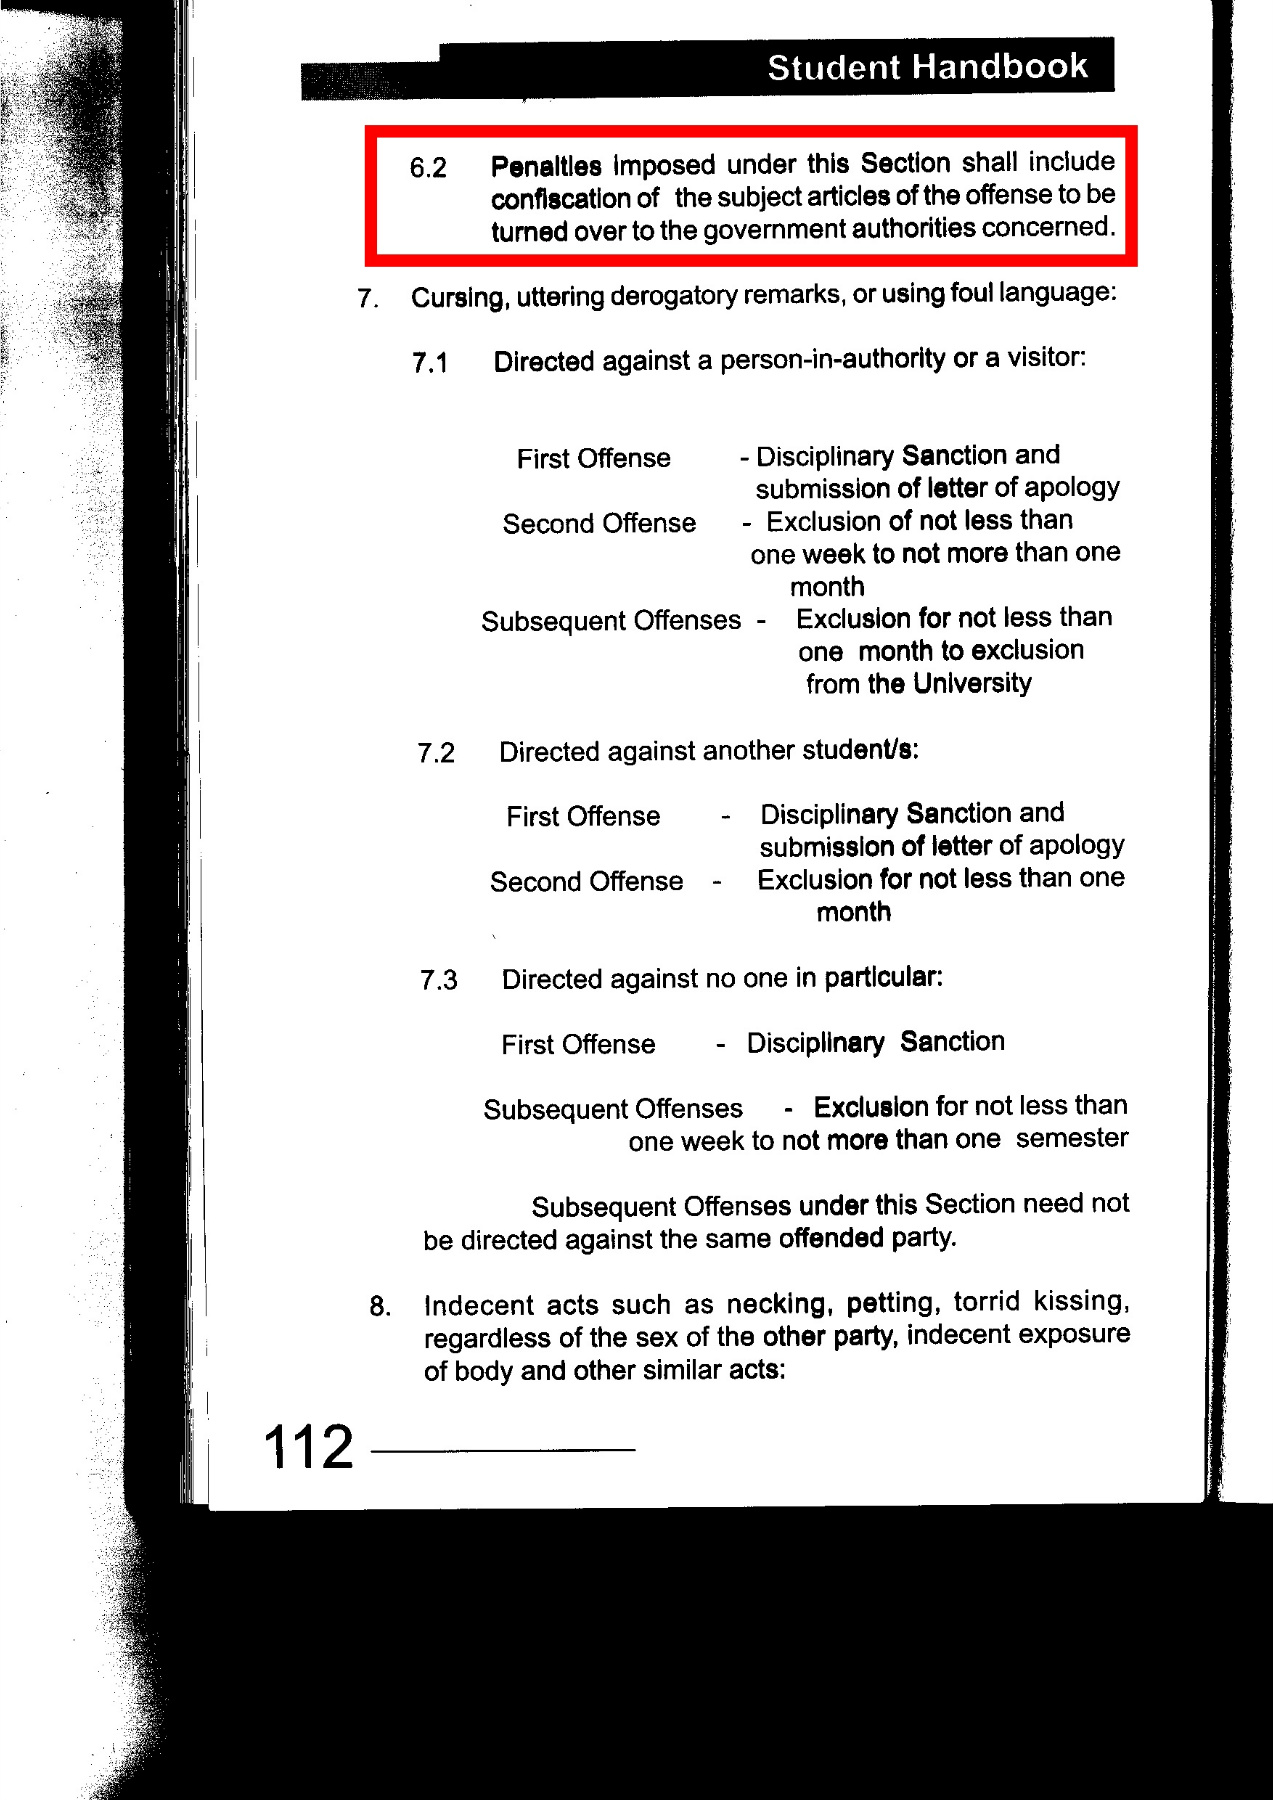 Student Handbook
6.2 Penalties imposed under this Section shall include
confiscation of the subject articles of the offense to be
turned over to the government authorities concerned.
7. Cursing, uttering derogatory remarks, or using foul language:
7.1 Directed against a person-in-authority or a visitor:
First Offense - Disciplinary Sanction and
submission of letter of apology
Second Offense - Exclusion of not less than
one week to not more than one
month
Subsequent Offenses - Exclusion for not less than
one month to exclusion
from the University
7.2 Directed against another student/s:
First Offense - Disciplinary Sanction and
submission of letter of apology
Second Offense - Exclusion for not less than one
month
7.3 Directed against no one in particular:
First Offense - Disciplinary Sanction
Subsequent Offenses - Exclusion for not less than
one week to not more than one semester
Subsequent Offenses under this Section need not
be directed against the same offended party.
8. Indecent acts such as necking, petting, torrid kissing,
regardless of the sex of the other party, indecent exposure
of body and other similar acts:
112